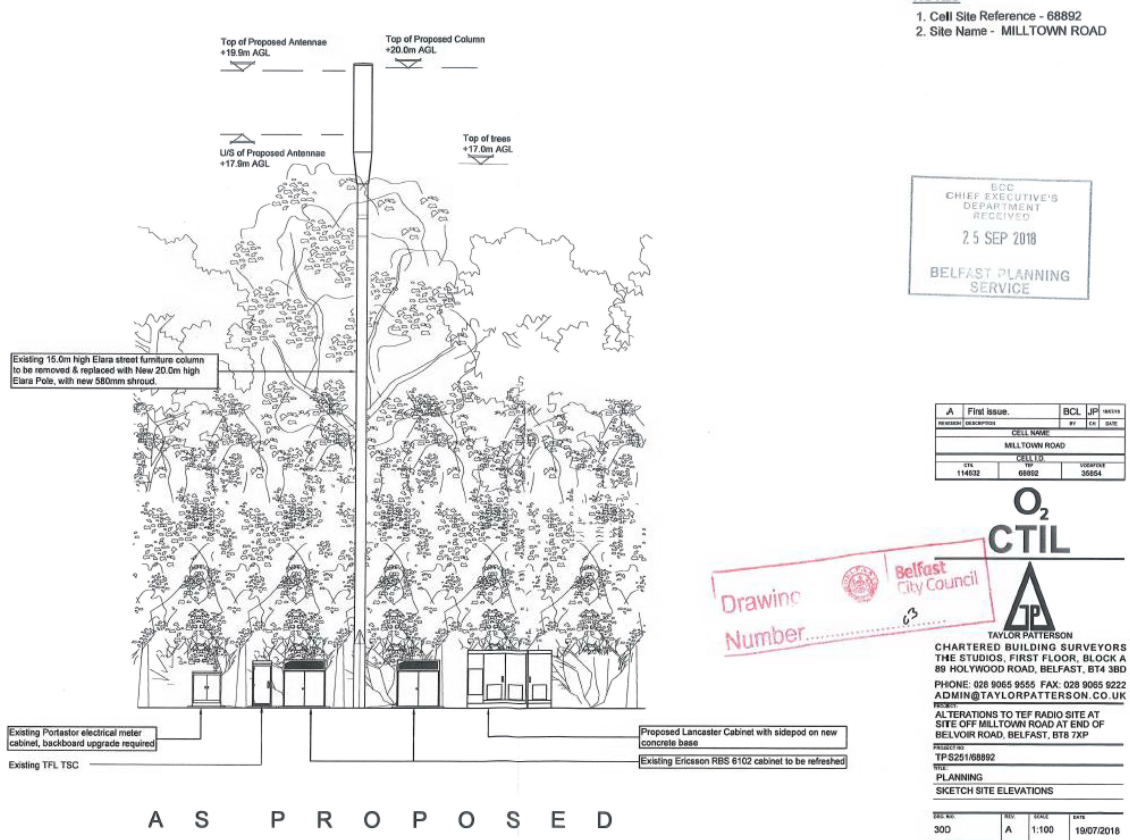 1. Cell Site Reference - 68892
2. Site Name - MILLTOWN ROAD
Top of Proposed Antennae
+19.9m AGL
Top of Proposed Column
+20.0m AGL
U/S of Proposed Antennae
+17.9m AGL
Top of trees
+17.0m AGL
BCC
CHIEF EXECUTIVE'S
DEPARTMENT
RECEIVED
25 SEP 2018
BELFAST PLANNING
SERVICE
Existing 15.0m high Elara street furniture column
to be removed & replaced with New 20.0m high
Elara Pole, with new 580mm shroud.
A First issue. BCL JP
REVISION DESCRIPTION BY CH DATE
CELL NAME
MILLTOWN ROAD
CELL I.D.
CTIL TEF VODAFONE
114632 68892 35854
O2
CTIL
Drawing
Number
03
Belfast
City Council
TP
TAYLOR PATTERSON
CHARTERED BUILDING SURVEYORS
THE STUDIOS, FIRST FLOOR, BLOCK A
89 HOLYWOOD ROAD, BELFAST, BT4 3BD
PHONE: 028 9065 9555 FAX: 028 9065 9222
ADMIN@TAYLORPATTERSON.CO.UK
PROJECT:
ALTERATIONS TO TEF RADIO SITE AT
SITE OFF MILLTOWN ROAD AT END OF
BELVOIR ROAD, BELFAST, BT8 7XP
PROJECT NO
TPS251/68892
TITLE:
PLANNING
SKETCH SITE ELEVATIONS
DRG. NO. REV. SCALE DATE
300 A 1:100 19/07/2018
Existing Portastor electrical meter
cabinet, backboard upgrade required
Existing TFL TSC
Proposed Lancaster Cabinet with sidepod on new
concrete base
Existing Ericsson RBS 6102 cabinet to be refreshed
AS PROPOSED